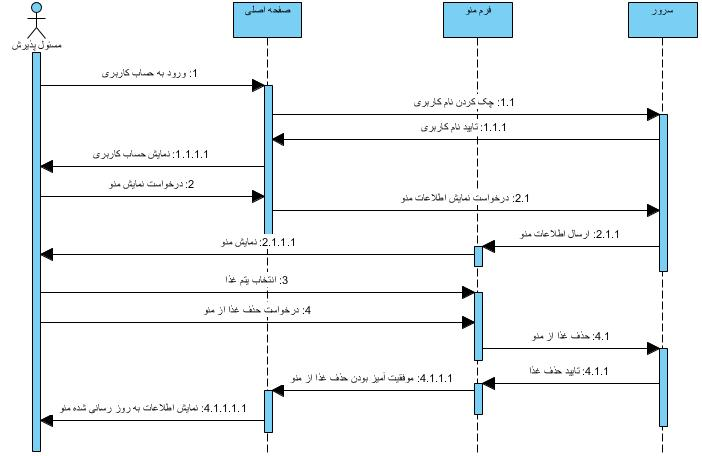 صفحه اصلی
فرم منو
سرور
مسئول پذیرش
1: ورود به حساب کاربری
1.1: چک کردن نام کاربری
1.1.1: تایید نام کاربری
1.1.1.1: نمایش حساب کاربری
2: درخواست نمایش منو
2.1: درخواست نمایش اطلاعات منو
2.1.1: ارسال اطلاعات منو
2.1.1.1: نمایش منو
3: انتخاب یتم غذا
4: درخواست حذف غذا از منو
4.1: حذف غذا از منو
4.1.1: تایید حذف غذا
4.1.1.1: موفقیت آمیز بودن حذف غذا از منو
4.1.1.1.1: نمایش اطلاعات به روز رسانی شده منو